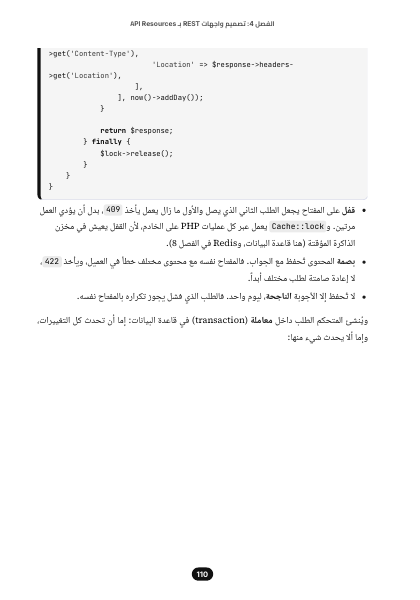 الفصل 4: تصميم واجهات REST بـ API Resources
>get('Content-Type'),
'Location' => $response->headers-
>get('Location'),
],
], now()->addDay());
}
return $response;
} finally {
$lock->release();
}
}
}
• قفل على المفتاح يجعل الطلب الثاني الذي يصل والأول ما زال يعمل يأخذ 409، بدل أن يؤدي العمل
مرتين. وCache::lock يعمل عبر كل عمليات PHP على الخادم، لأن القفل يعيش في مخزن
الذاكرة المؤقتة (هنا قاعدة البيانات، وRedis في الفصل 8).
• بصمة المحتوى تُحفظ مع الجواب. فالمفتاح نفسه مع محتوى مختلف خطأ في العميل، ويأخذ 422،
لا إعادة صامتة لطلب مختلف أبداً.
• لا تُحفظ إلا الأجوبة الناجحة، ليوم واحد. فالطلب الذي فشل يجوز تكراره بالمفتاح نفسه.
ويُنشئ المتحكم الطلب داخل معاملة (transaction) في قاعدة البيانات: إما أن تحدث كل التغييرات،
وإما ألا يحدث شيء منها:
110